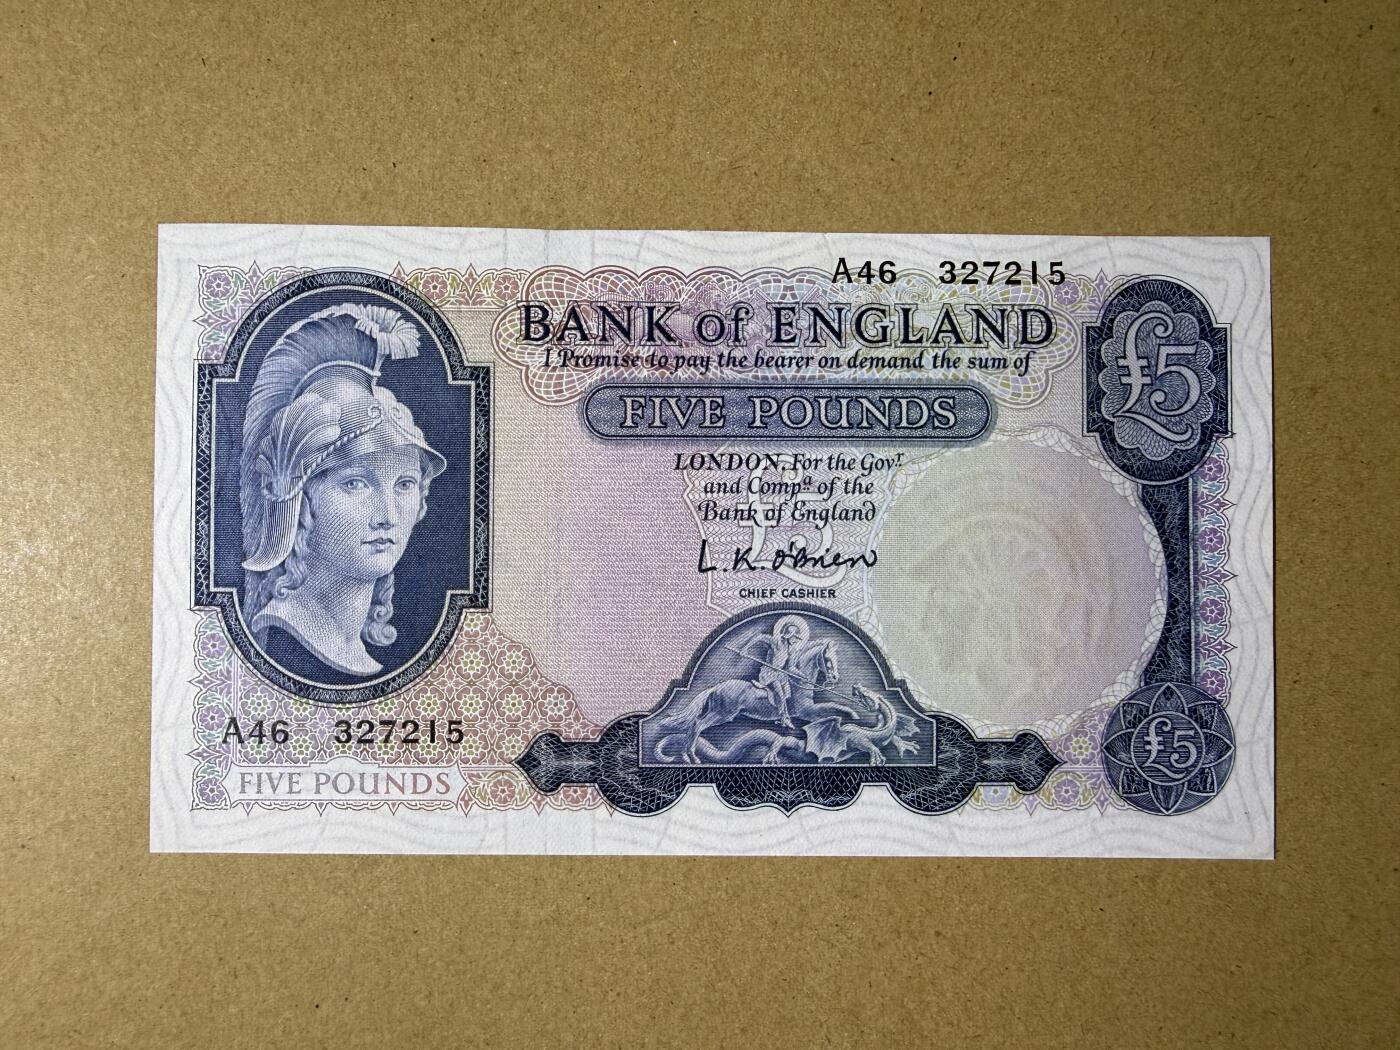 A46 327215
BANK of ENGLAND
I Promise to pay the bearer on demand the sum of
FIVE POUNDS
£5
LONDON, For the Govr.
and Compa. of the
Bank of England
£5
L.K. O'Brien
CHIEF CASHIER
A46 327215
FIVE POUNDS
£5